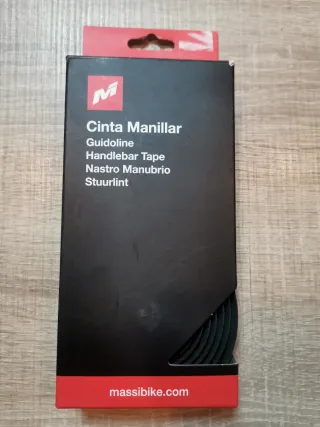 M
Cinta Manillar
Guidoline
Handlebar Tape
Nastro Manubrio
Stuurlint
massibike.com